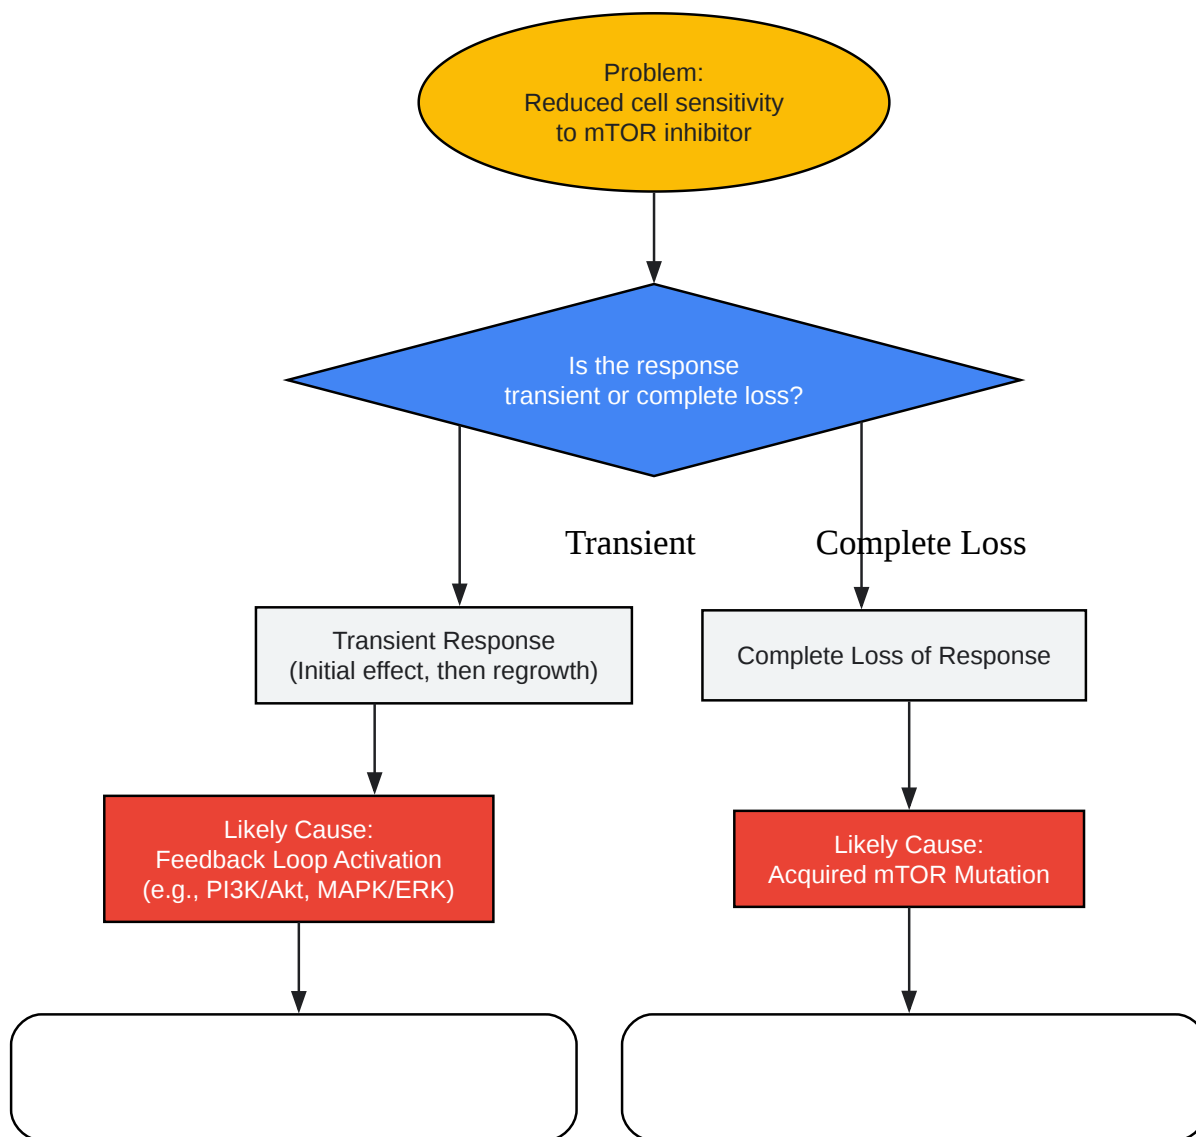 Problem:
Reduced cell sensitivity
to mTOR inhibitor
Is the response
transient or complete loss?
Transient
Complete Loss
Transient Response
(Initial effect, then regrowth)
Complete Loss of Response
Likely Cause:
Feedback Loop Activation
(e.g., PI3K/Akt, MAPK/ERK)
Likely Cause:
Acquired mTOR Mutation